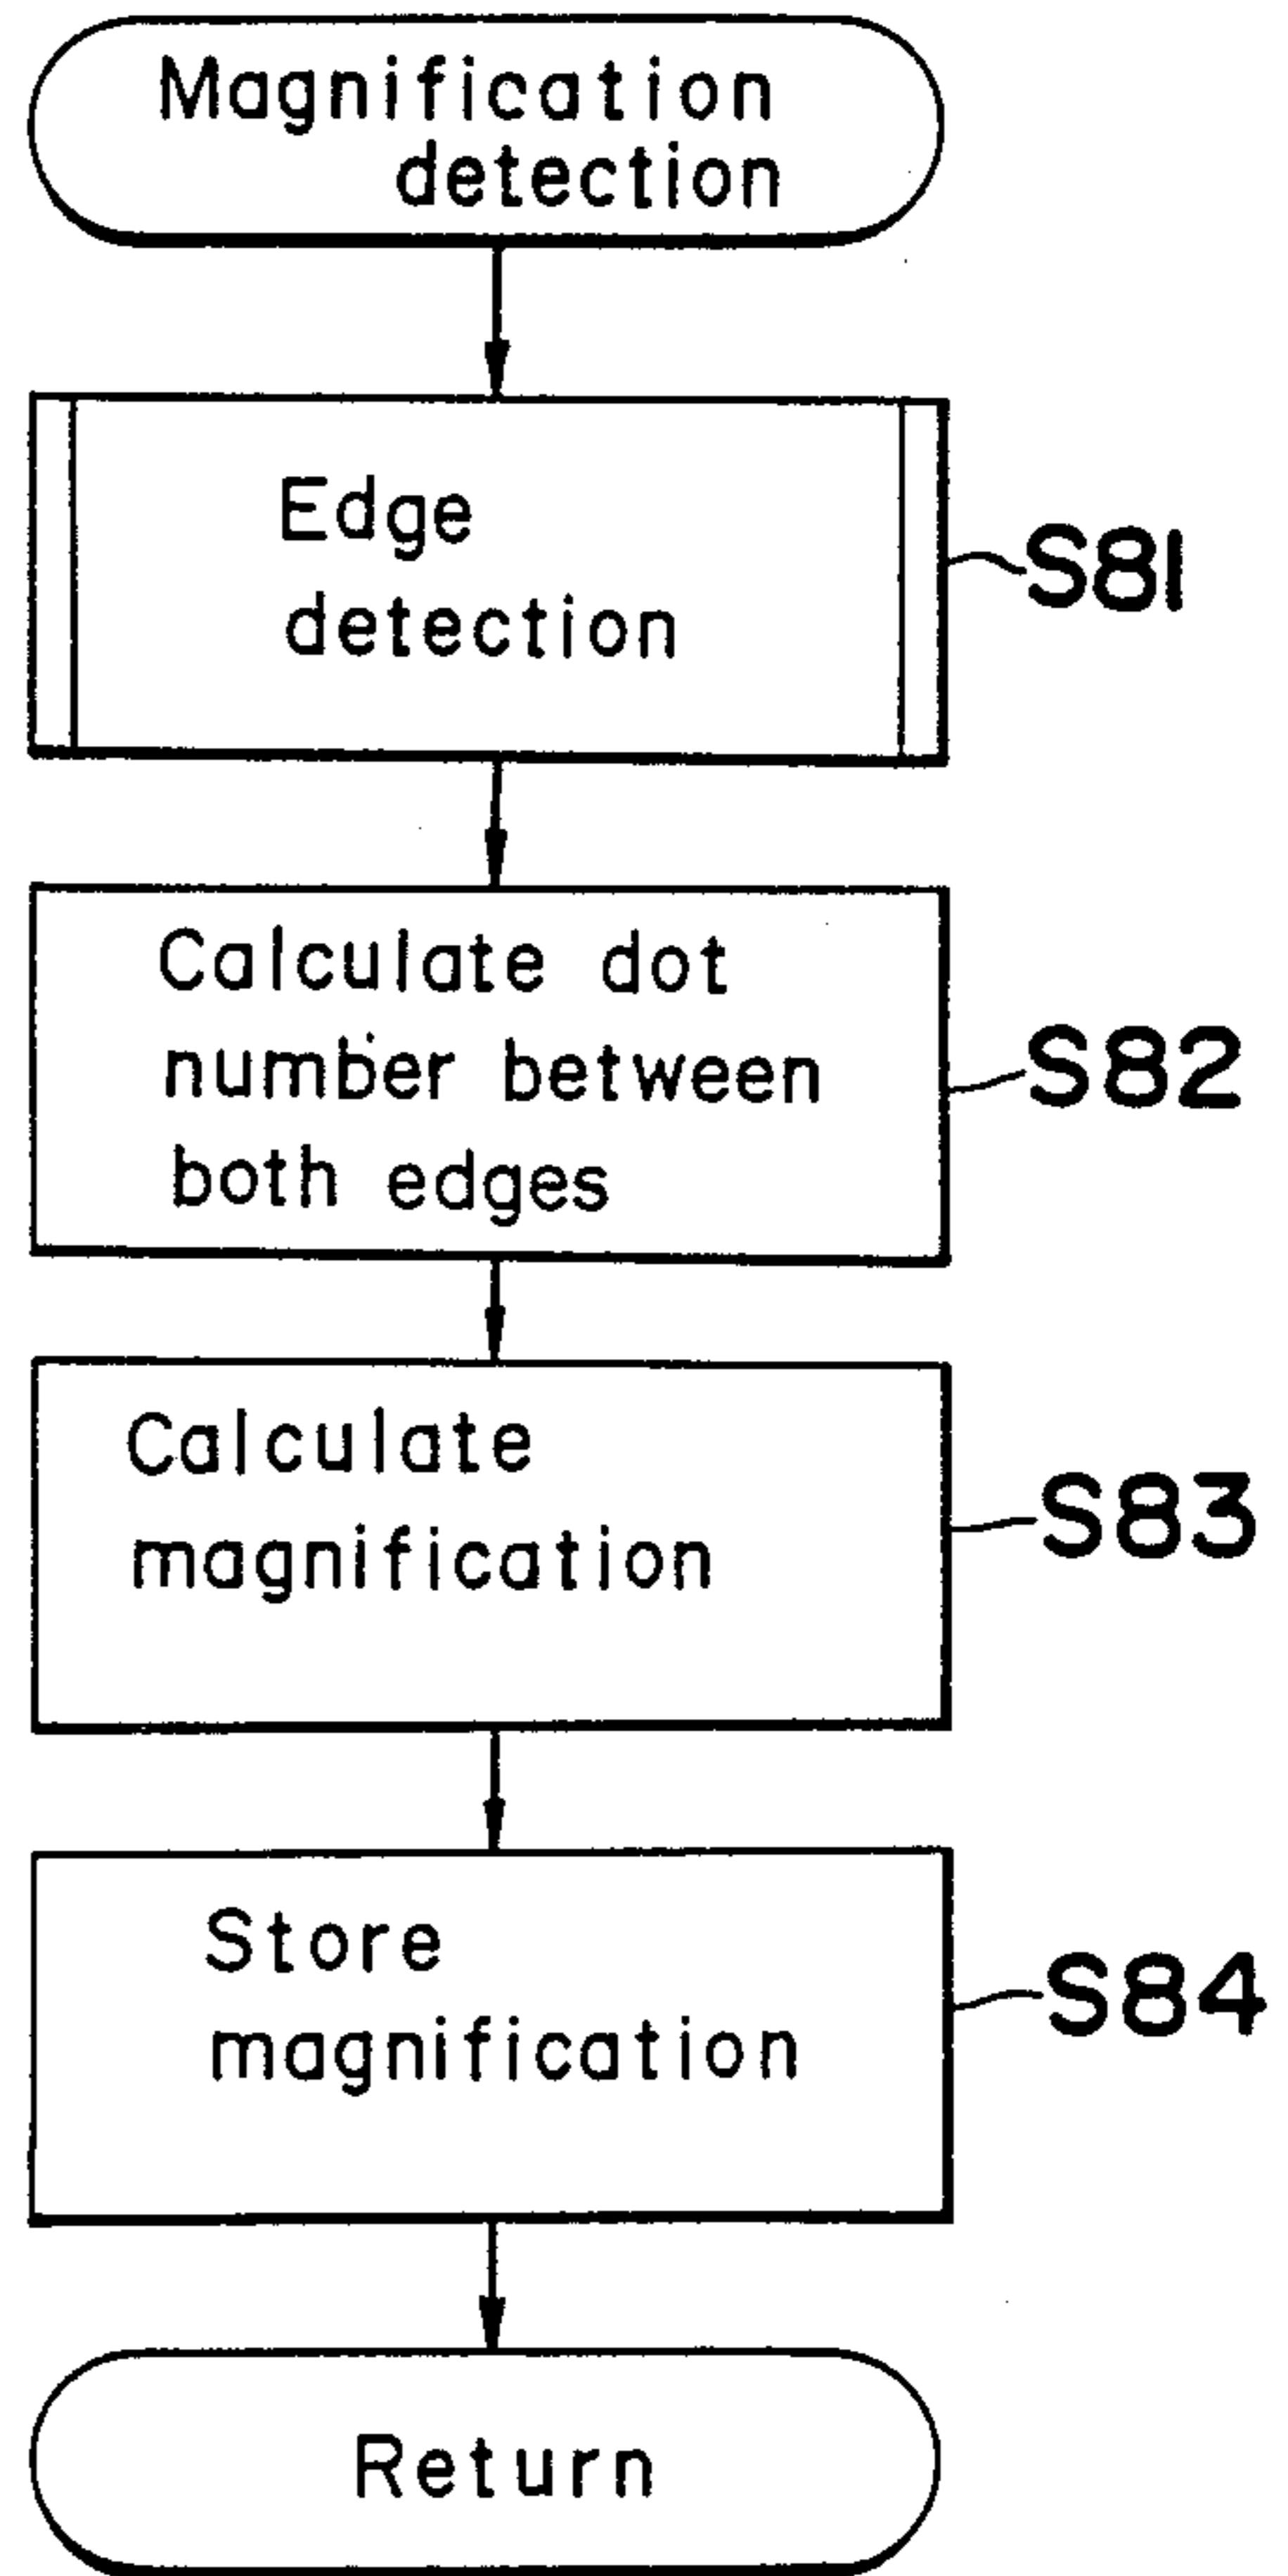 Magnification
detection
Edge
detection
S81
Calculate dot
number between
both edges
S82
Calculate
magnification
S83
Store
magnification
S84
Return